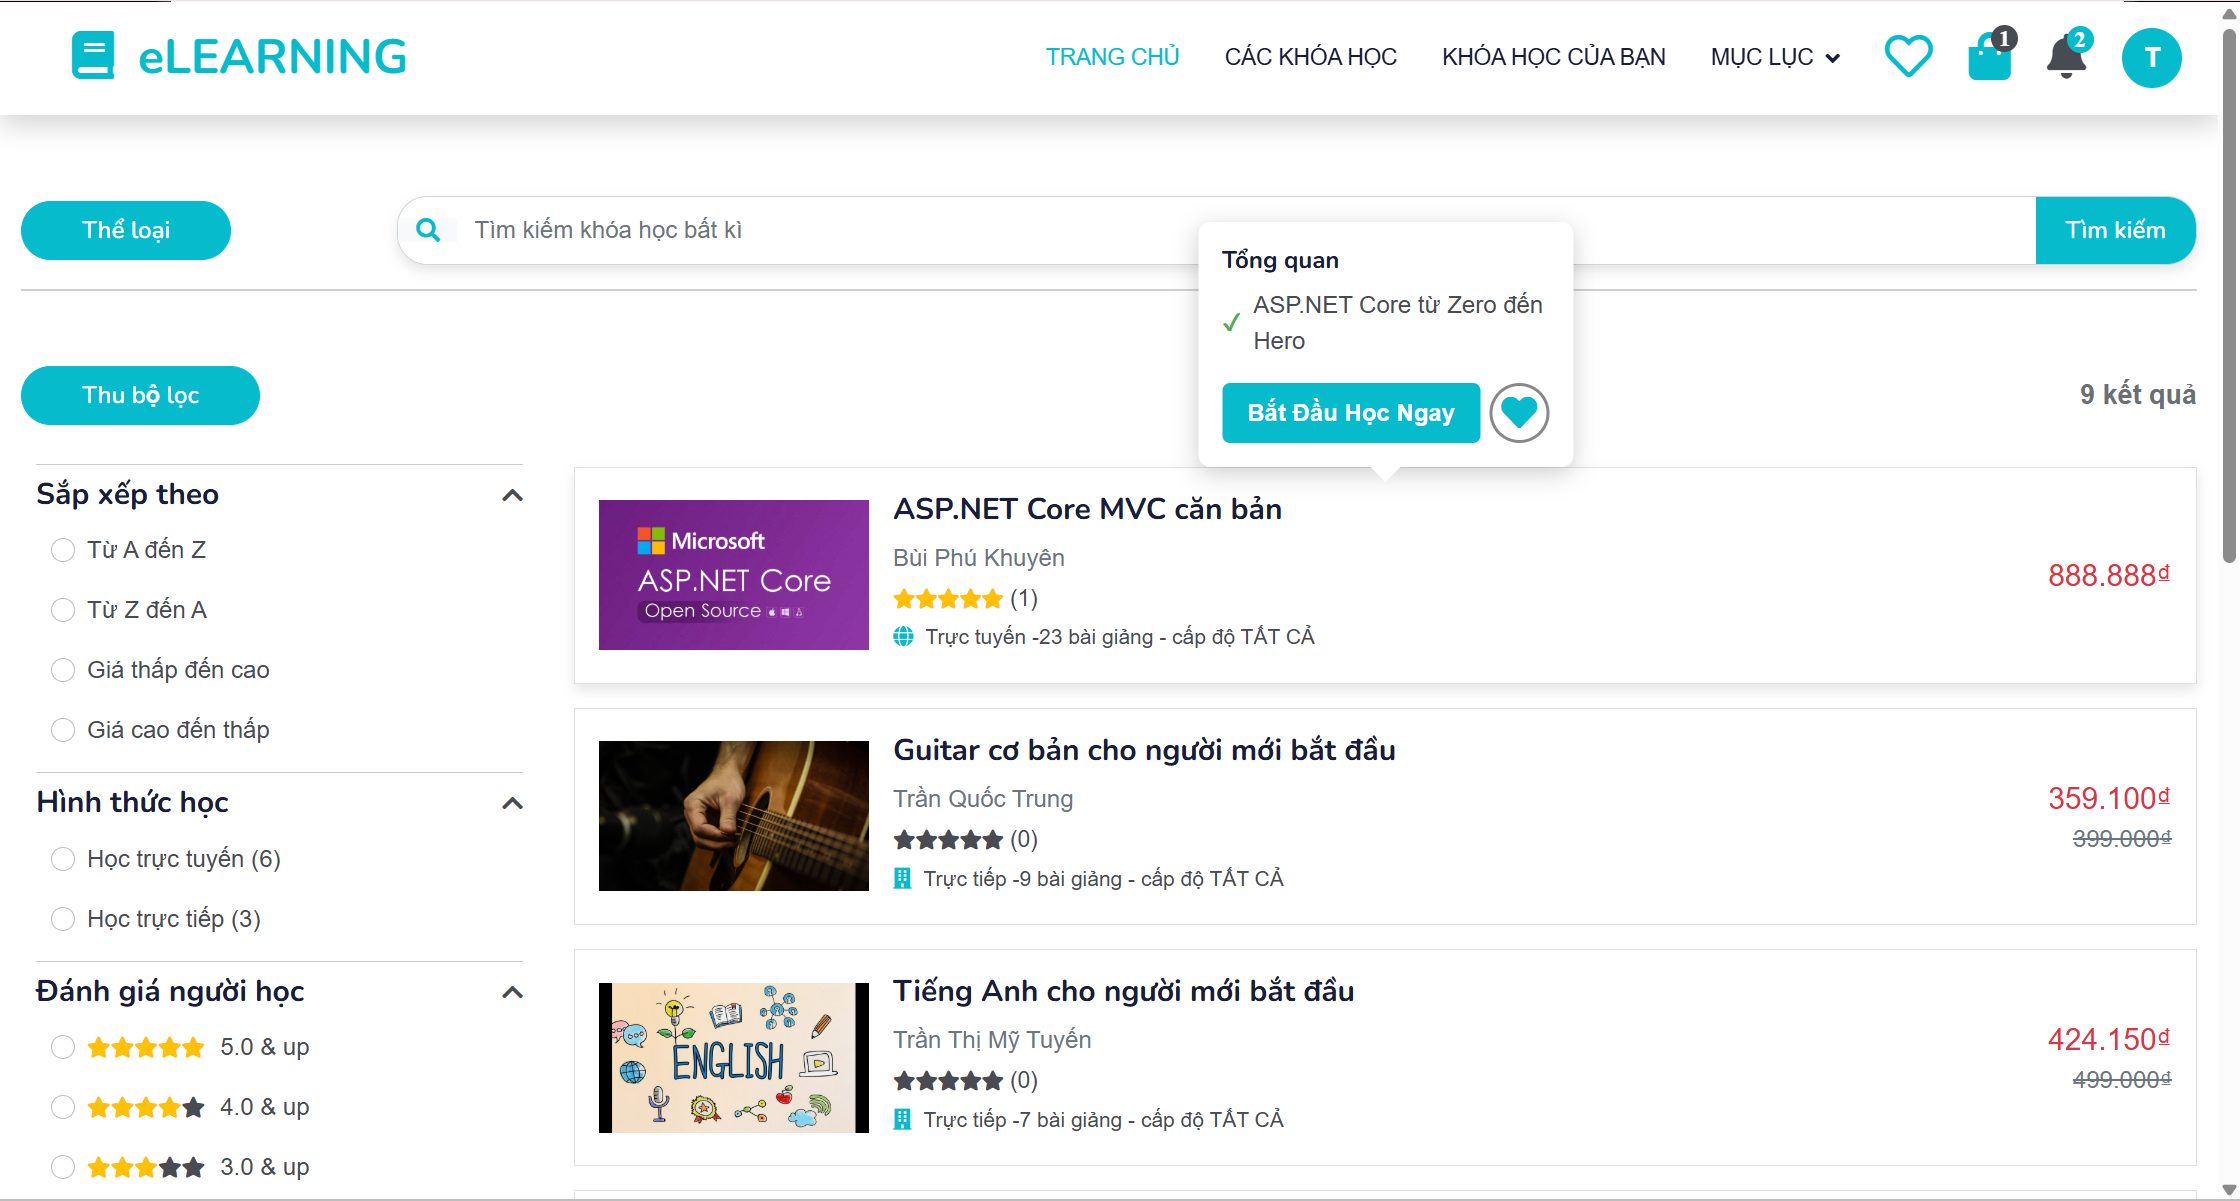 eLEARNING
TRANG CHỦ
CÁC KHÓA HỌC
KHÓA HỌC CỦA BẠN
MỤC LỤC
1
2
T
Thể loại
Tìm kiếm khóa học bất kì
Tìm kiếm
Tổng quan
ASP.NET Core từ Zero đến
Hero
Bắt Đầu Học Ngay
Thu bộ lọc
9 kết quả
Sắp xếp theo
Từ A đến Z
Từ Z đến A
Giá thấp đến cao
Giá cao đến thấp
Hình thức học
Học trực tuyến (6)
Học trực tiếp (3)
Đánh giá người học
5.0 & up
4.0 & up
3.0 & up
Microsoft
ASP.NET Core
Open Source
ASP.NET Core MVC căn bản
Bùi Phú Khuyên
(1)
Trực tuyến -23 bài giảng - cấp độ TẤT CẢ
888.888₫
Guitar cơ bản cho người mới bắt đầu
Trần Quốc Trung
(0)
Trực tiếp -9 bài giảng - cấp độ TẤT CẢ
359.100₫
399.000₫
ENGLISH
Tiếng Anh cho người mới bắt đầu
Trần Thị Mỹ Tuyến
(0)
Trực tiếp -7 bài giảng - cấp độ TẤT CẢ
424.150₫
499.000₫